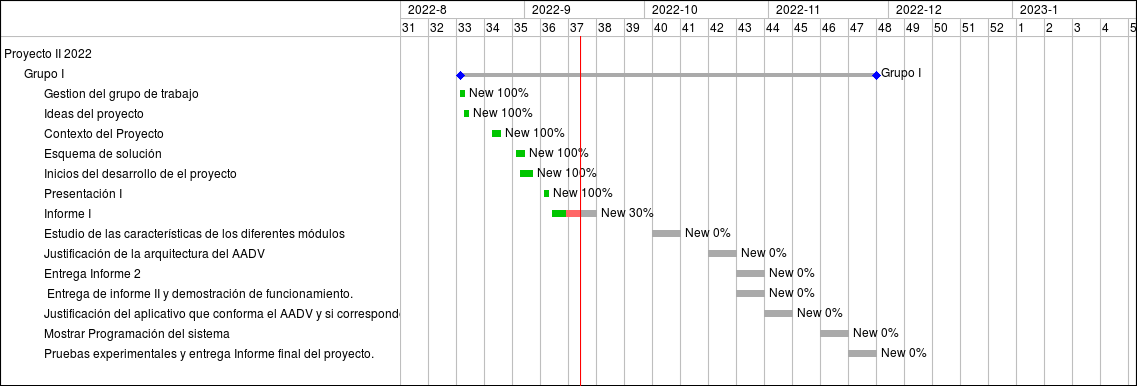 2022-8 2022-9 2022-10 2022-11 2022-12 2023-1
31 32 33 34 35 36 37 38 39 40 41 42 43 44 45 46 47 48 49 50 51 52 1 2 3 4 5
Proyecto II 2022
Grupo I Grupo I
Gestion del grupo de trabajo New 100%
Ideas del proyecto New 100%
Contexto del Proyecto New 100%
Esquema de solución New 100%
Inicios del desarrollo de el proyecto New 100%
Presentación I New 100%
Informe I New 30%
Estudio de las características de los diferentes módulos New 0%
Justificación de la arquitectura del AADV New 0%
Entrega Informe 2 New 0%
Entrega de informe II y demostración de funcionamiento. New 0%
Justificación del aplicativo que conforma el AADV y si correspond New 0%
Mostrar Programación del sistema New 0%
Pruebas experimentales y entrega Informe final del proyecto. New 0%